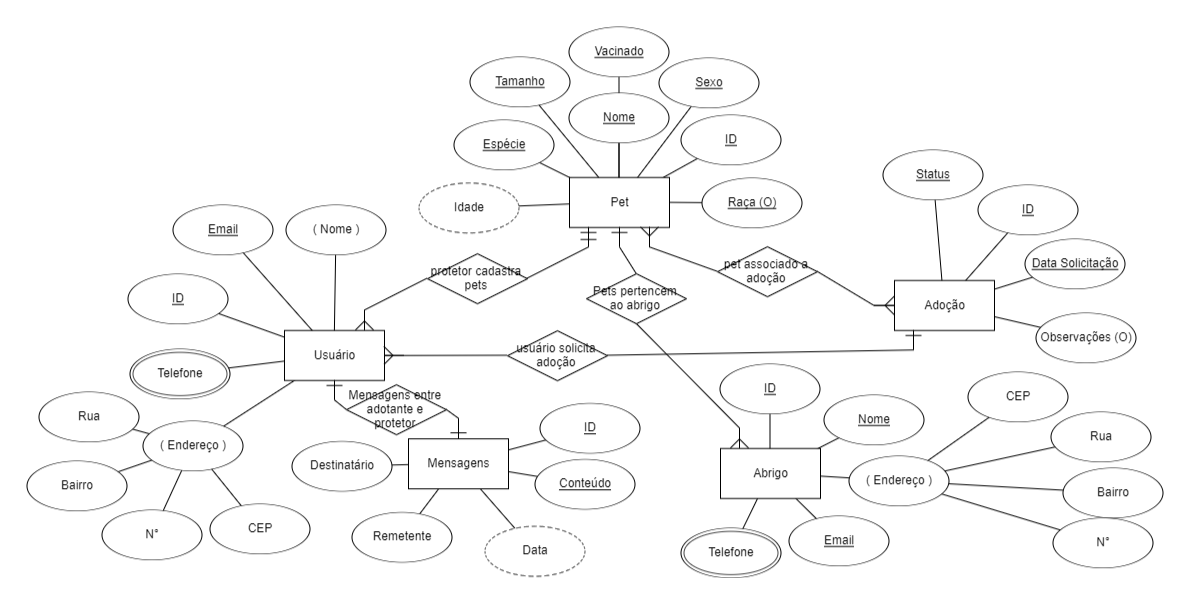 Vacinado
Tamanho
Sexo
Nome
ID
Espécie
Idade
Pet
Raça (O)
Status
ID
Data Solicitação
Adoção
Observações (O)
Email
( Nome )
ID
Usuário
Telefone
protetor cadastra
pets
Pets pertencem
ao abrigo
pet associado a
adoção
usuário solicita
adoção
Mensagens entre
adotante e
protetor
Rua
( Endereço )
Bairro
N°
CEP
Destinatário
Mensagens
ID
Conteúdo
Remetente
Data
ID
Nome
CEP
Rua
Abrigo
( Endereço )
Bairro
N°
Telefone
Email